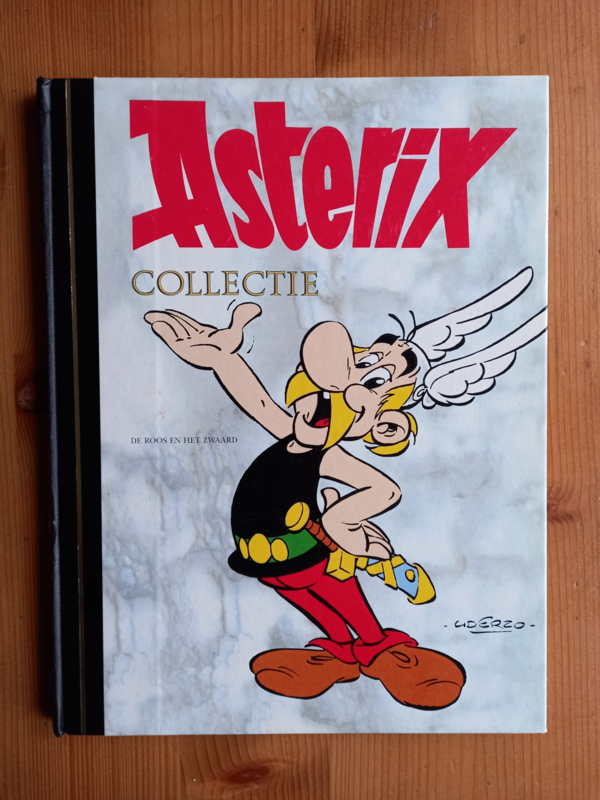 Asterix
COLLECTIE
DE ROOS EN HET ZWAARD
- UDERZO -